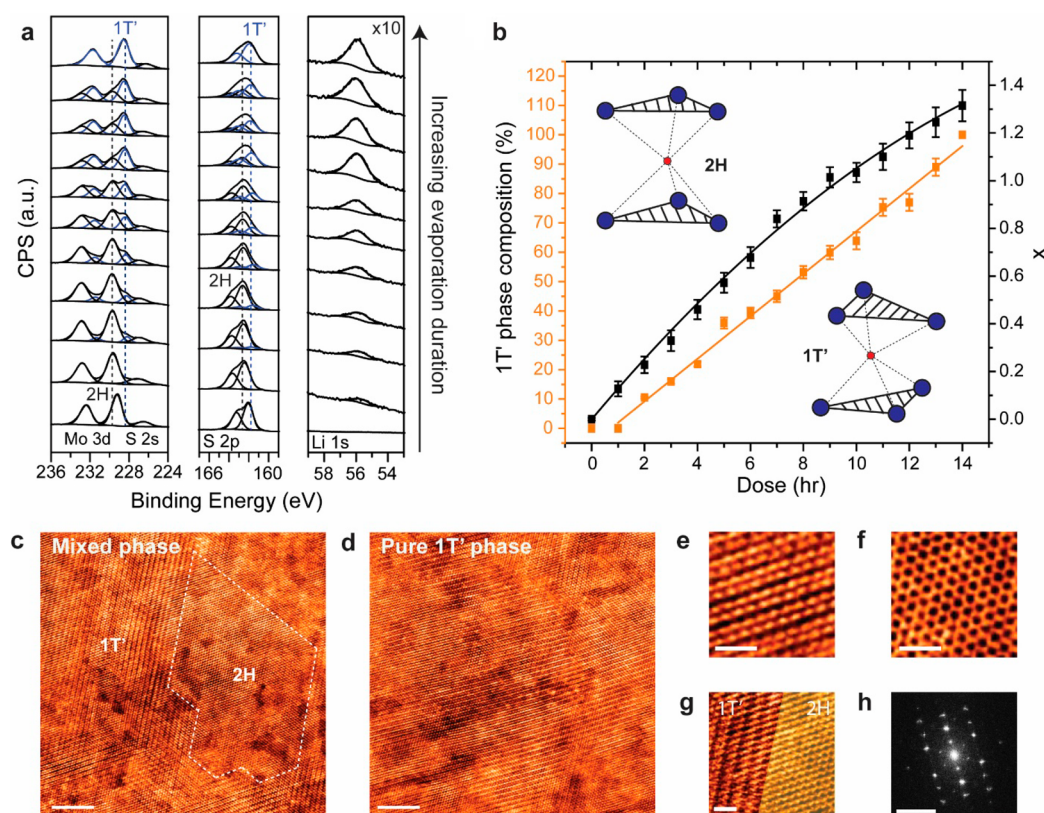 a
1T’
1T’
x10
2H
2H
Mo 3d
S 2s
S 2p
Li 1s
236
232
228
224
166
164
162
160
58
56
54
CPS (a.u.)
Binding Energy (eV)
Increasing evaporation duration
b
120
110
100
90
80
70
60
50
40
30
20
10
0
1T' phase composition (%)
2H
1T’
1.4
1.2
1.0
0.8
0.6
0.4
0.2
0.0
x
0
2
4
6
8
10
12
14
Dose (hr)
c
Mixed phase
1T’
2H
d
Pure 1T’ phase
e
f
g
1T’
2H
h